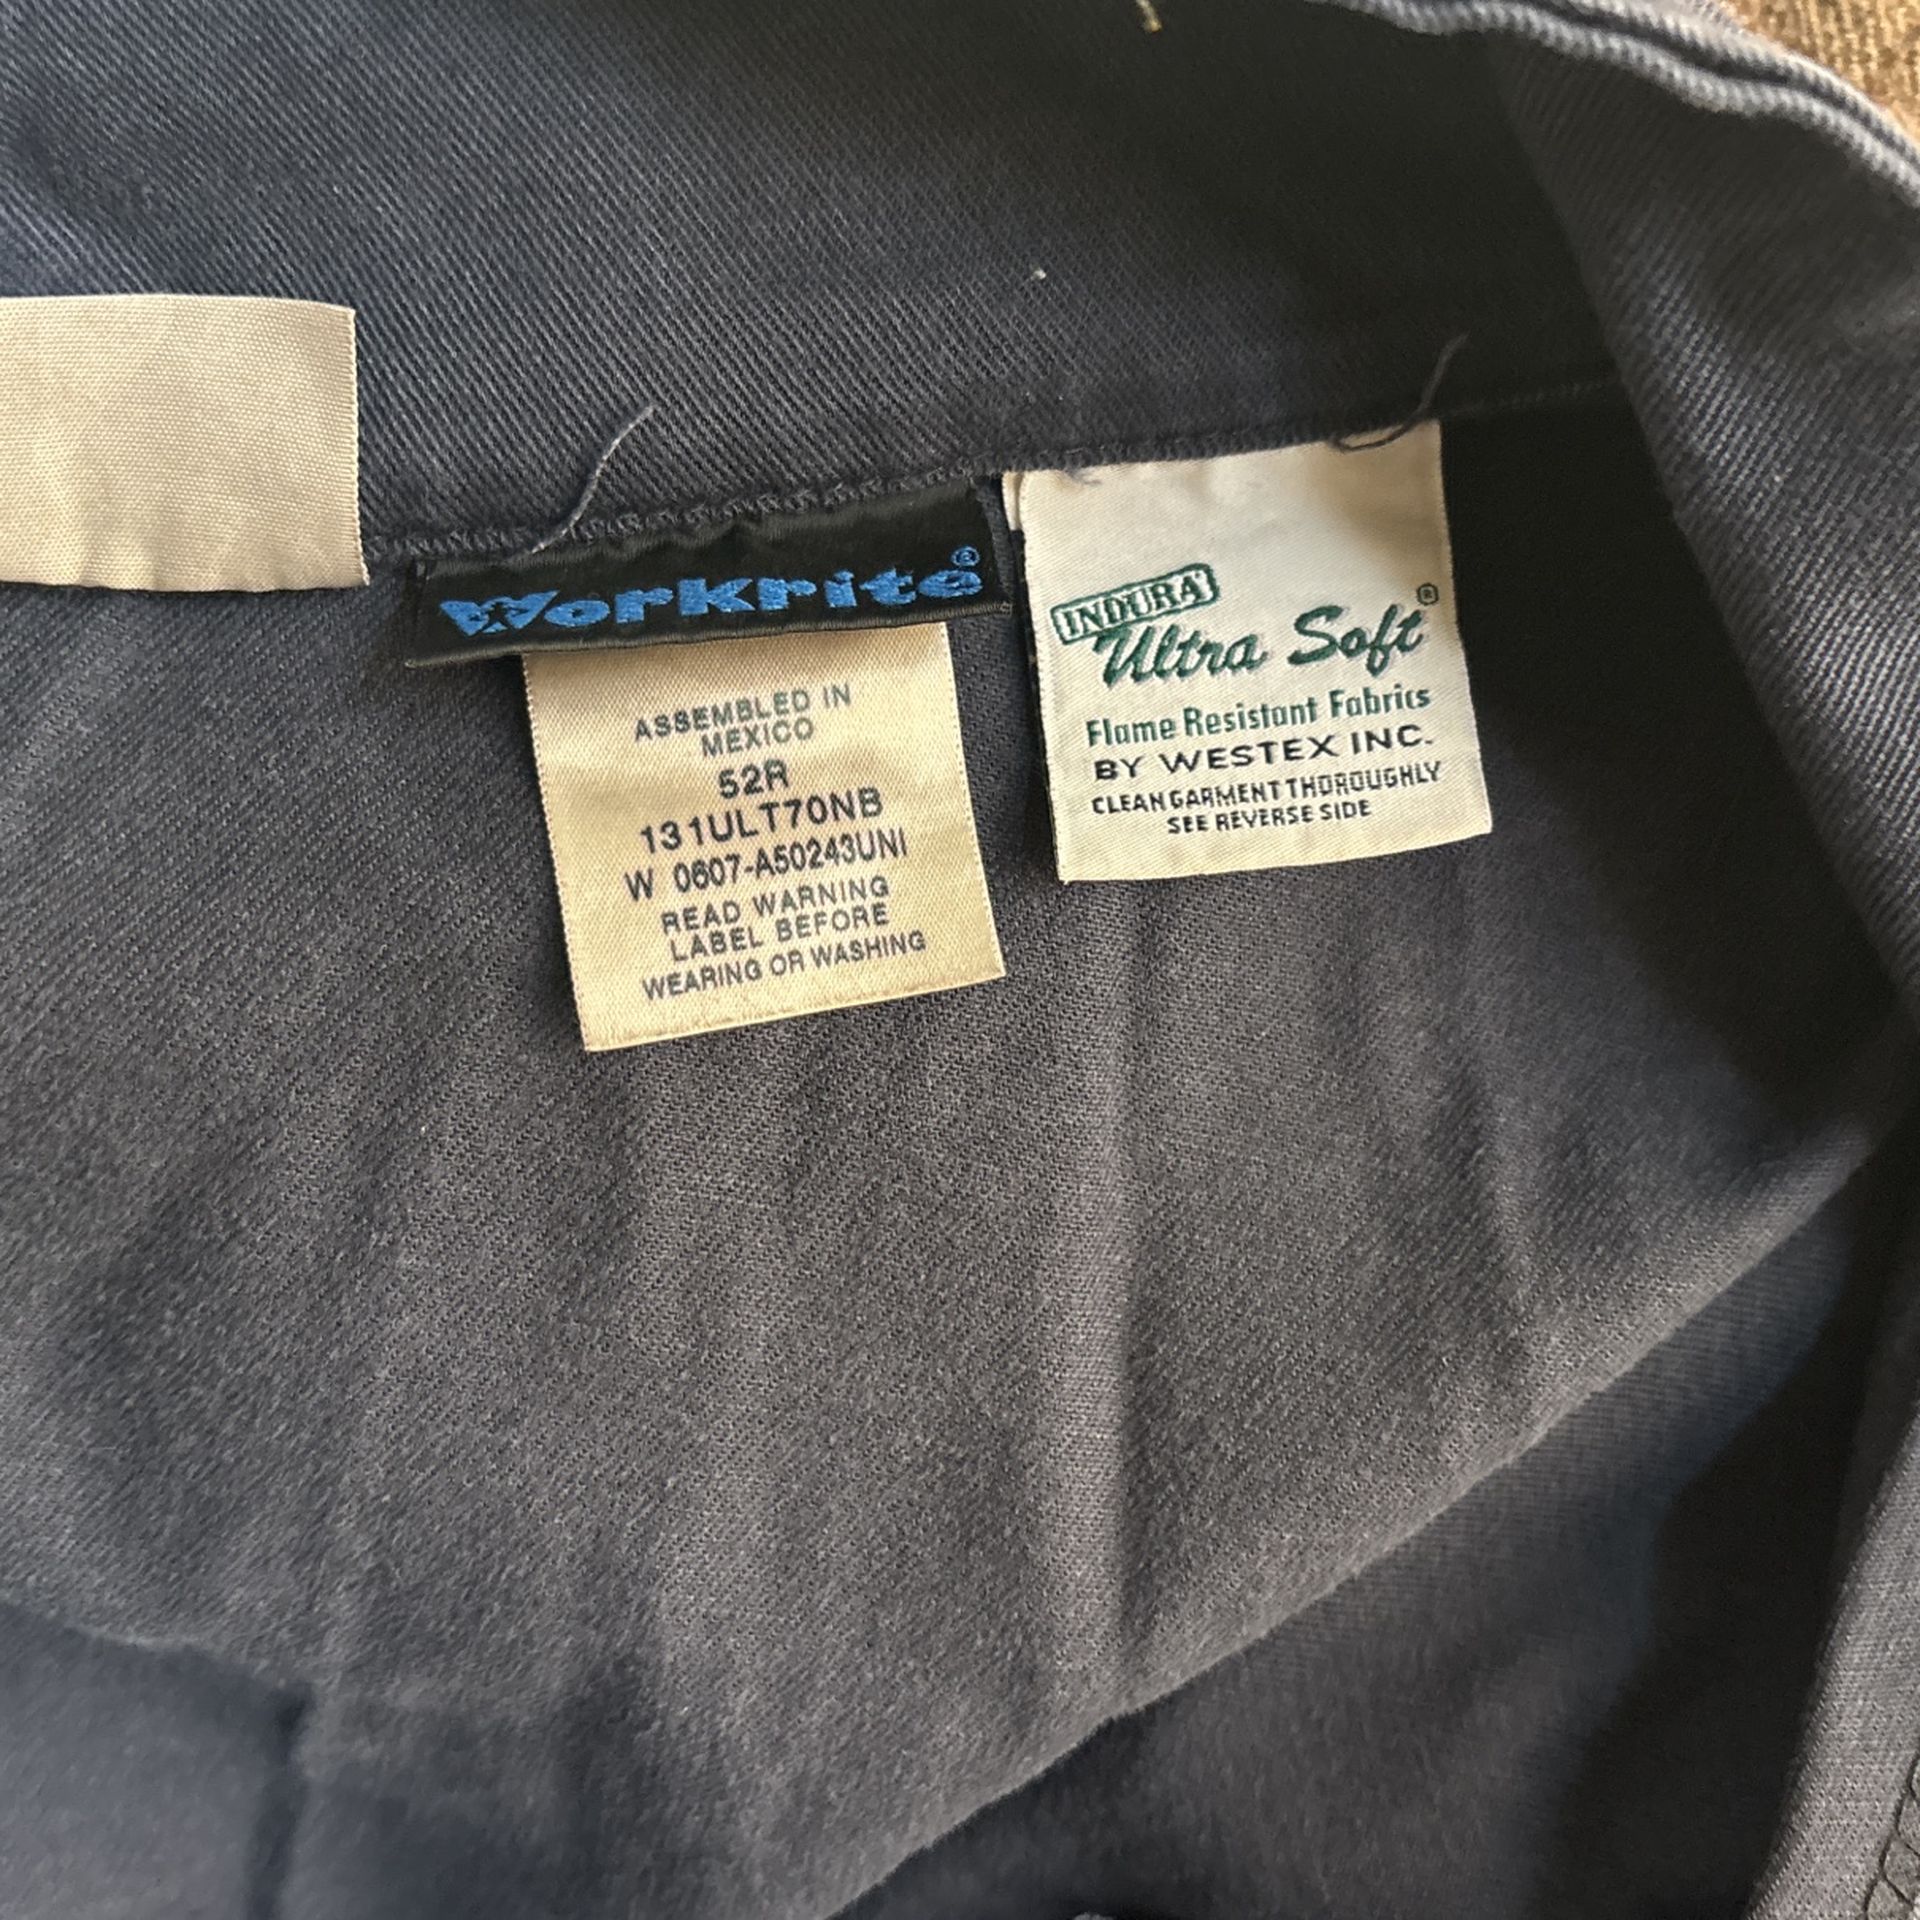 Workrite®
ASSEMBLED IN
MEXICO
52R
131ULT70NB
W 0607-A50243UNI
READ WARNING
LABEL BEFORE
WEARING OR WASHING
INDURA®
Ultra Soft®
Flame Resistant Fabrics
BY WESTEX INC.
CLEAN GARMENT THOROUGHLY
SEE REVERSE SIDE